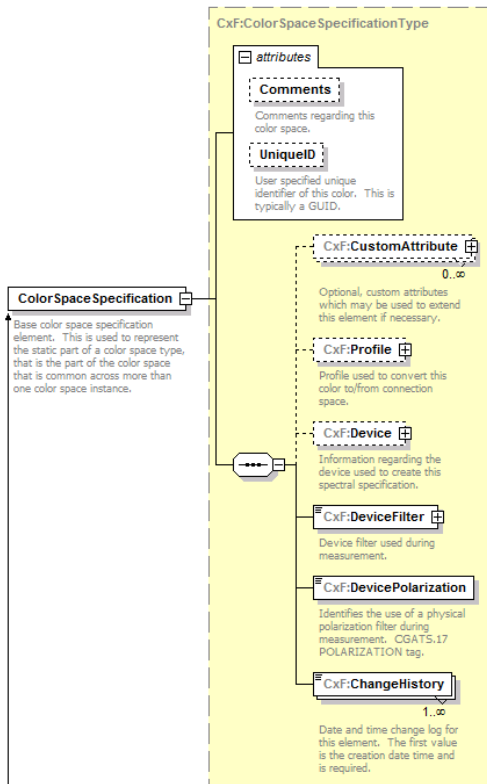 CxF:ColorSpaceSpecificationType
attributes
Comments
Comments regarding this
color space.
UniqueID
User specified unique
identifier of this color. This is
typically a GUID.
ColorSpaceSpecification
Base color space specification
element. This is used to represent
the static part of a color space type,
that is the part of the color space
that is common across more than
one color space instance.
CxF:CustomAttribute
0..∞
Optional, custom attributes
which may be used to extend
this element if necessary.
CxF:Profile
Profile used to convert this
color to/from connection
space.
CxF:Device
Information regarding the
device used to create this
spectral specification.
CxF:DeviceFilter
Device filter used during
measurement.
CxF:DevicePolarization
Identifies the use of a physical
polarization filter during
measurement. CGATS.17
POLARIZATION tag.
CxF:ChangeHistory
1..∞
Date and time change log for
this element. The first value
is the creation date time and
is required.